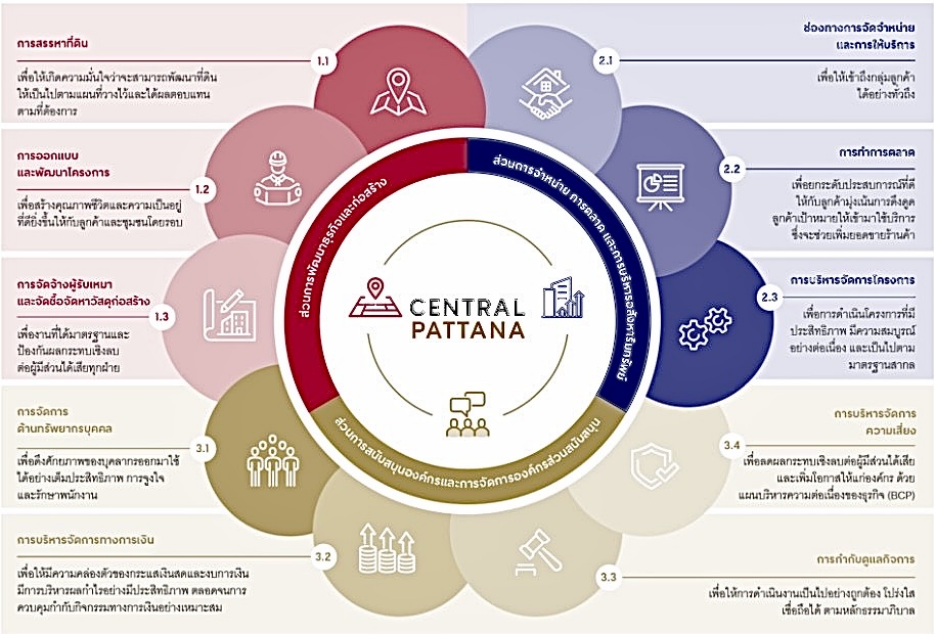 การสรรหาที่ดิน
1.1
เพื่อให้เกิดความมั่นใจว่าจะสามารถพัฒนาที่ดิน
ให้เป็นไปตามแผนที่วางไว้และได้ผลตอบแทน
ตามที่ต้องการ
การออกแบบ
และพัฒนาโครงการ
1.2
เพื่อสร้างคุณภาพชีวิตและความเป็นอยู่
ที่ดียิ่งขึ้นให้กับลูกค้าและชุมชนโดยรอบ
การจัดจ้างผู้รับเหมา
และจัดซื้อจัดหาวัสดุก่อสร้าง
1.3
เพื่องานที่ได้มาตรฐานและ
ป้องกันผลกระทบเชิงลบ
ต่อผู้มีส่วนได้เสียทุกฝ่าย
การจัดการ
ด้านทรัพยากรบุคคล
3.1
เพื่อดึงศักยภาพของบุคลากรออกมาใช้
ได้อย่างเต็มประสิทธิภาพ การจูงใจ
และรักษาพนักงาน
การบริหารจัดการทางการเงิน
3.2
เพื่อให้มีความคล่องตัวของกระแสเงินสดและงบการเงิน
มีการบริหารผลกำไรอย่างมีประสิทธิภาพ ตลอดจนการ
ควบคุมกำกับกิจกรรมทางการเงินอย่างเหมาะสม
ส่วนการพัฒนาธุรกิจและก่อสร้าง
ส่วนการจำหน่าย การตลาด และการบริหารอสังหาริมทรัพย์
CENTRAL
PATTANA
ส่วนการสนับสนุนองค์กรและการจัดการองค์กรส่วนสนับสนุน
ช่องทางการจัดจำหน่าย
และการให้บริการ
2.1
เพื่อให้เข้าถึงกลุ่มลูกค้า
ได้อย่างทั่วถึง
การทำการตลาด
2.2
เพื่อยกระดับประสบการณ์ที่ดี
ให้กับลูกค้ามุ่งเน้นการดึงดูด
ลูกค้าเป้าหมายให้เข้ามาใช้บริการ
ซึ่งจะช่วยเพิ่มยอดขายร้านค้า
การบริหารจัดการโครงการ
2.3
เพื่อการดำเนินโครงการที่มี
ประสิทธิภาพ มีความสมบูรณ์
อย่างต่อเนื่อง และเป็นไปตาม
มาตรฐานสากล
การบริหารจัดการ
ความเสี่ยง
3.4
เพื่อลดผลกระทบเชิงลบต่อผู้มีส่วนได้เสีย
และเพิ่มโอกาสให้แก่องค์กร ด้วย
แผนบริหารความต่อเนื่องของธุรกิจ (BCP)
การกำกับดูแลกิจการ
3.3
เพื่อให้การดำเนินงานเป็นไปอย่างถูกต้อง โปร่งใส
เชื่อถือได้ ตามหลักธรรมาภิบาล